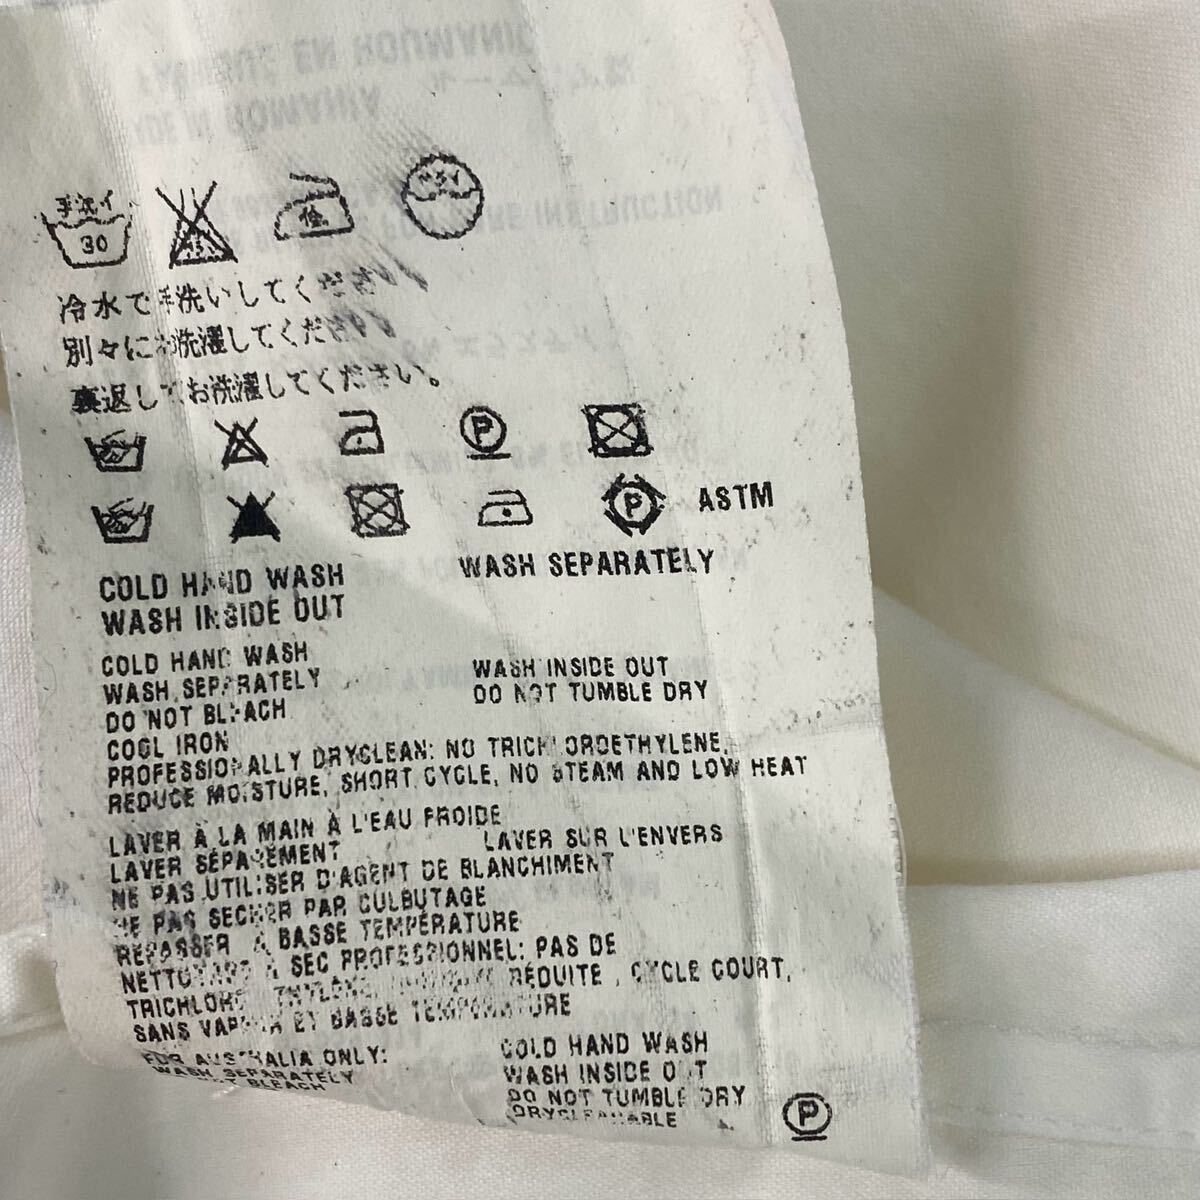 手洗イ
30
低
冷水で手洗いしてください
別々にお洗濯してください
裏返してお洗濯してください。
P
P ASTM
COLD HAND WASH WASH SEPARATELY
WASH INSIDE OUT
COLD HAND WASH WASH INSIDE OUT
WASH SEPARATELY DO NOT TUMBLE DRY
DO NOT BLEACH
COOL IRON
PROFESSIONALLY DRYCLEAN: NO TRICHLOROETHYLENE,
REDUCE MOISTURE, SHORT CYCLE, NO STEAM AND LOW HEAT
LAVER À LA MAIN À L'EAU FROIDE
LAVER SÉPARÉMENT LAVER SUR L'ENVERS
NE PAS UTILISER D'AGENT DE BLANCHIMENT
NE PAS SECHER PAR CULBUTAGE
REPASSER À BASSE TEMPÉRATURE
NETTOYAGE A SEC PROFESSIONNEL: PAS DE
RÉDUITE, CYCLE COURT,
SANS VAPEUR ET BASSE TEMPERATURE
FOR AUSTRALIA ONLY: COLD HAND WASH
WASH SEPARATELY WASH INSIDE OUT
NOT BLEACH DO NOT TUMBLE DRY
DRYCLEANABLE P